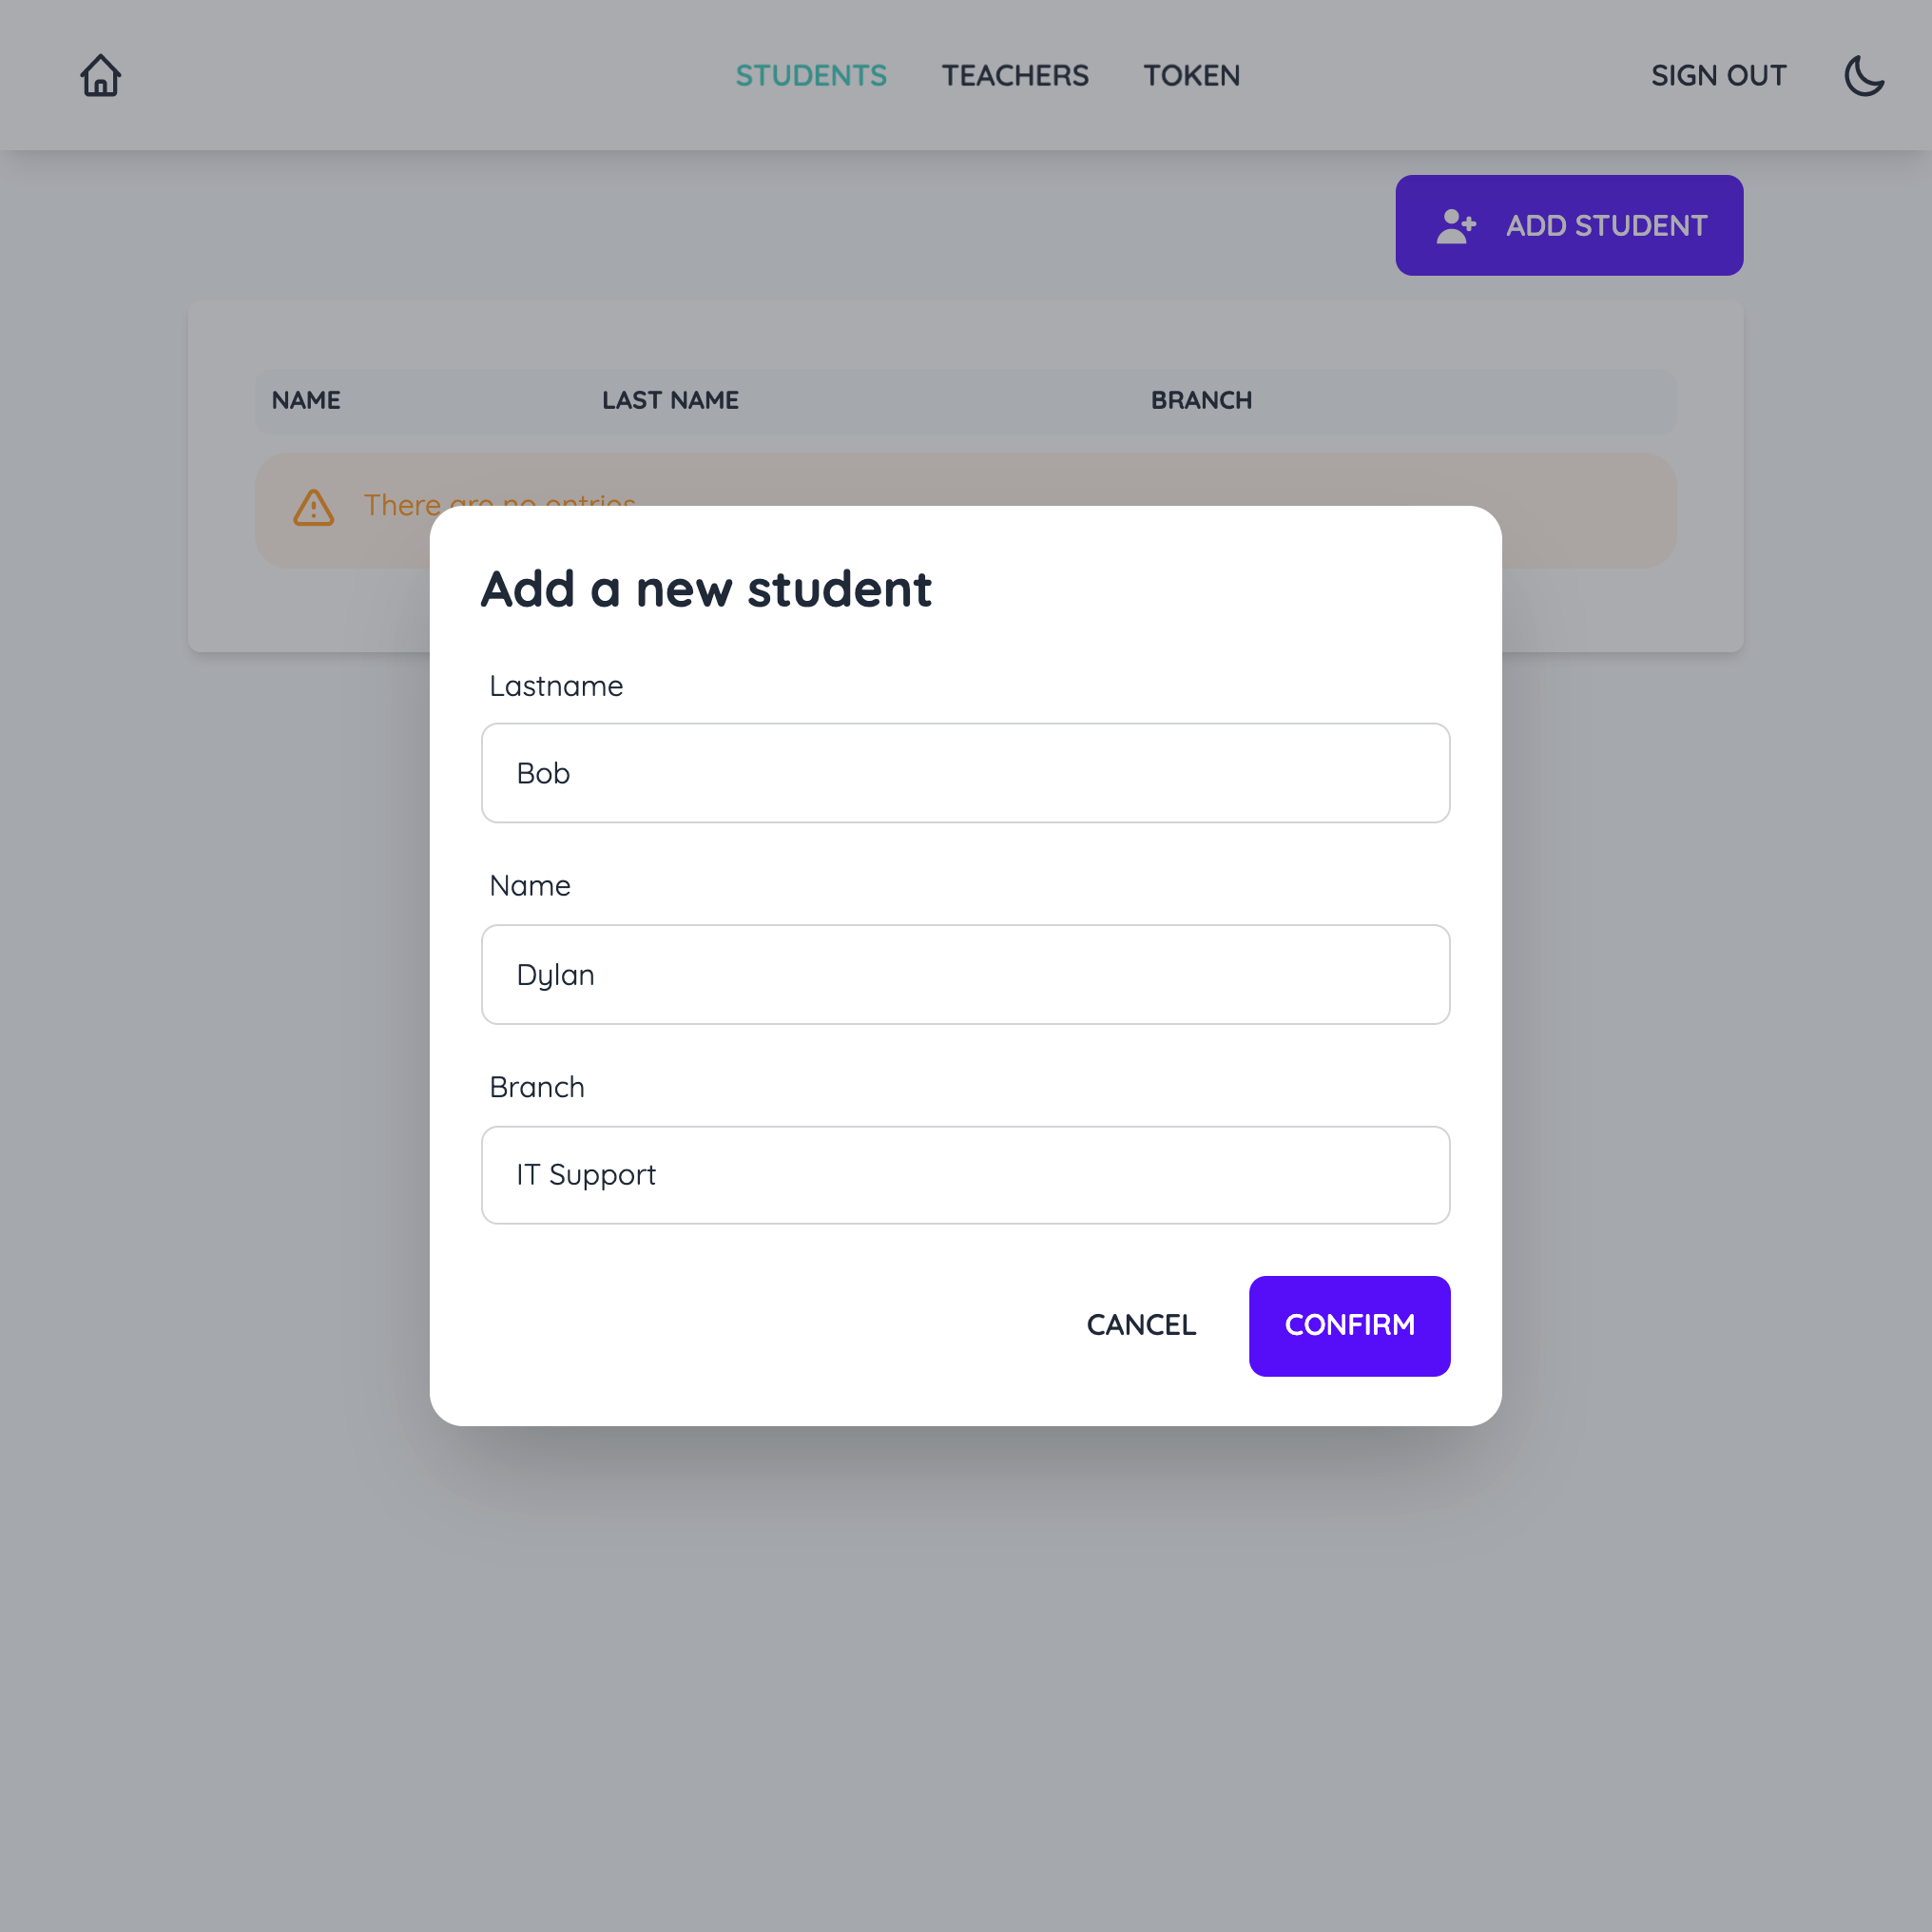 STUDENTS TEACHERS TOKEN SIGN OUT
ADD STUDENT
NAME LAST NAME BRANCH
There are no entries
Add a new student
Lastname
Bob
Name
Dylan
Branch
IT Support
CANCEL CONFIRM